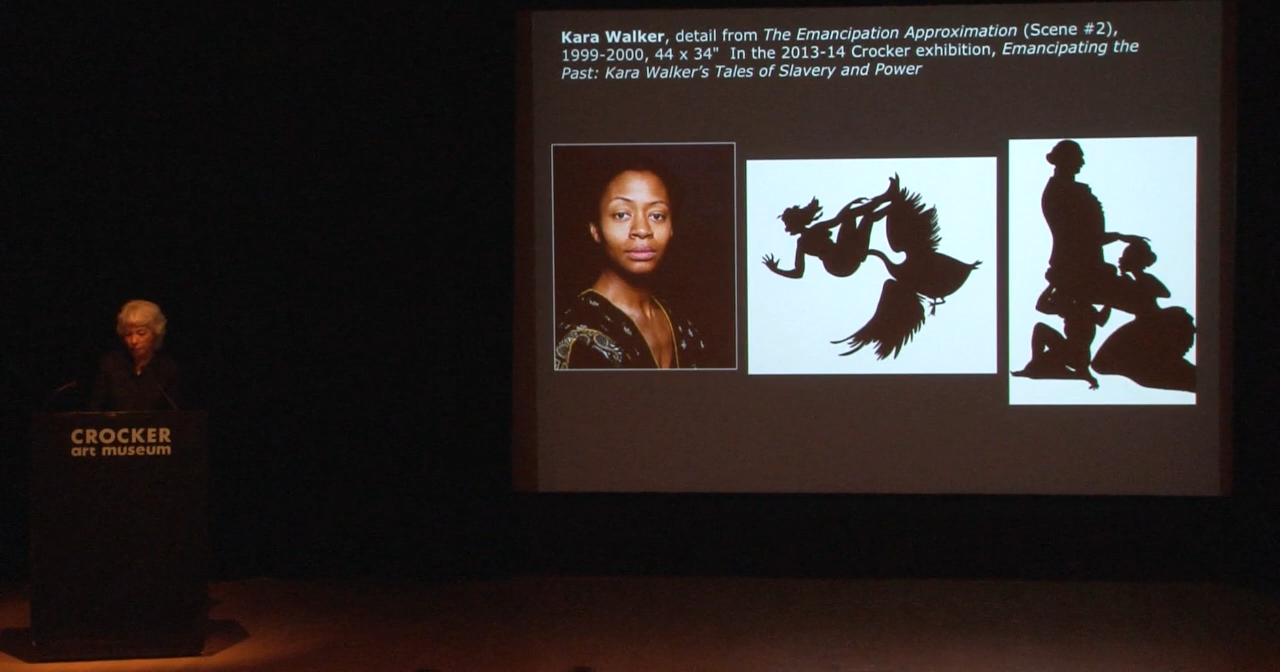 Kara Walker, detail from The Emancipation Approximation (Scene #2),
1999-2000, 44 x 34" In the 2013-14 Crocker exhibition, Emancipating the
Past: Kara Walker's Tales of Slavery and Power
CROCKER
art museum